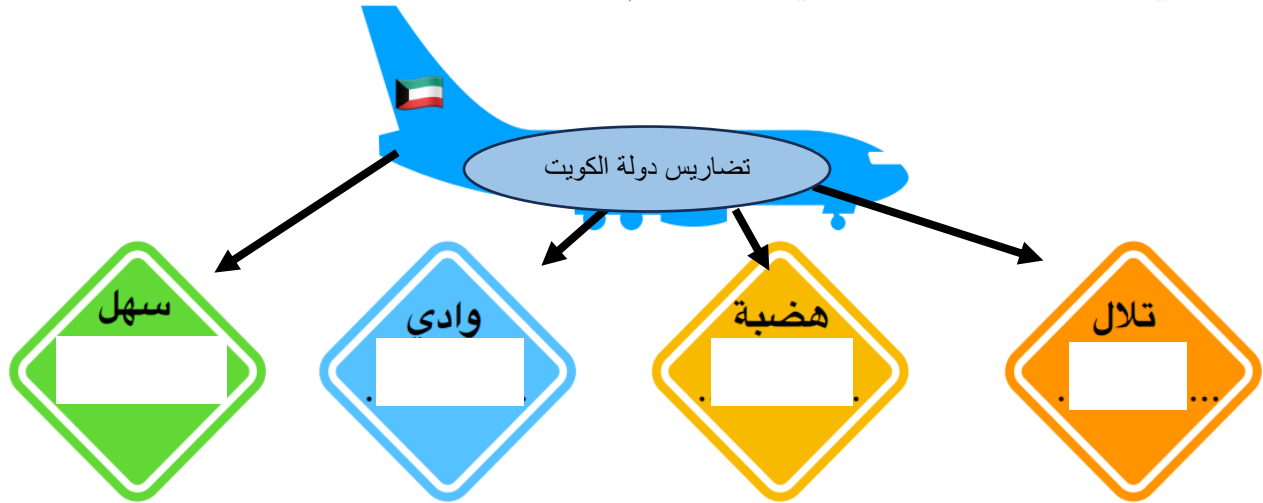 تضاريس دولة الكويت
تلال
...      .
هضبة
.      .
وادي
.      .
سهل